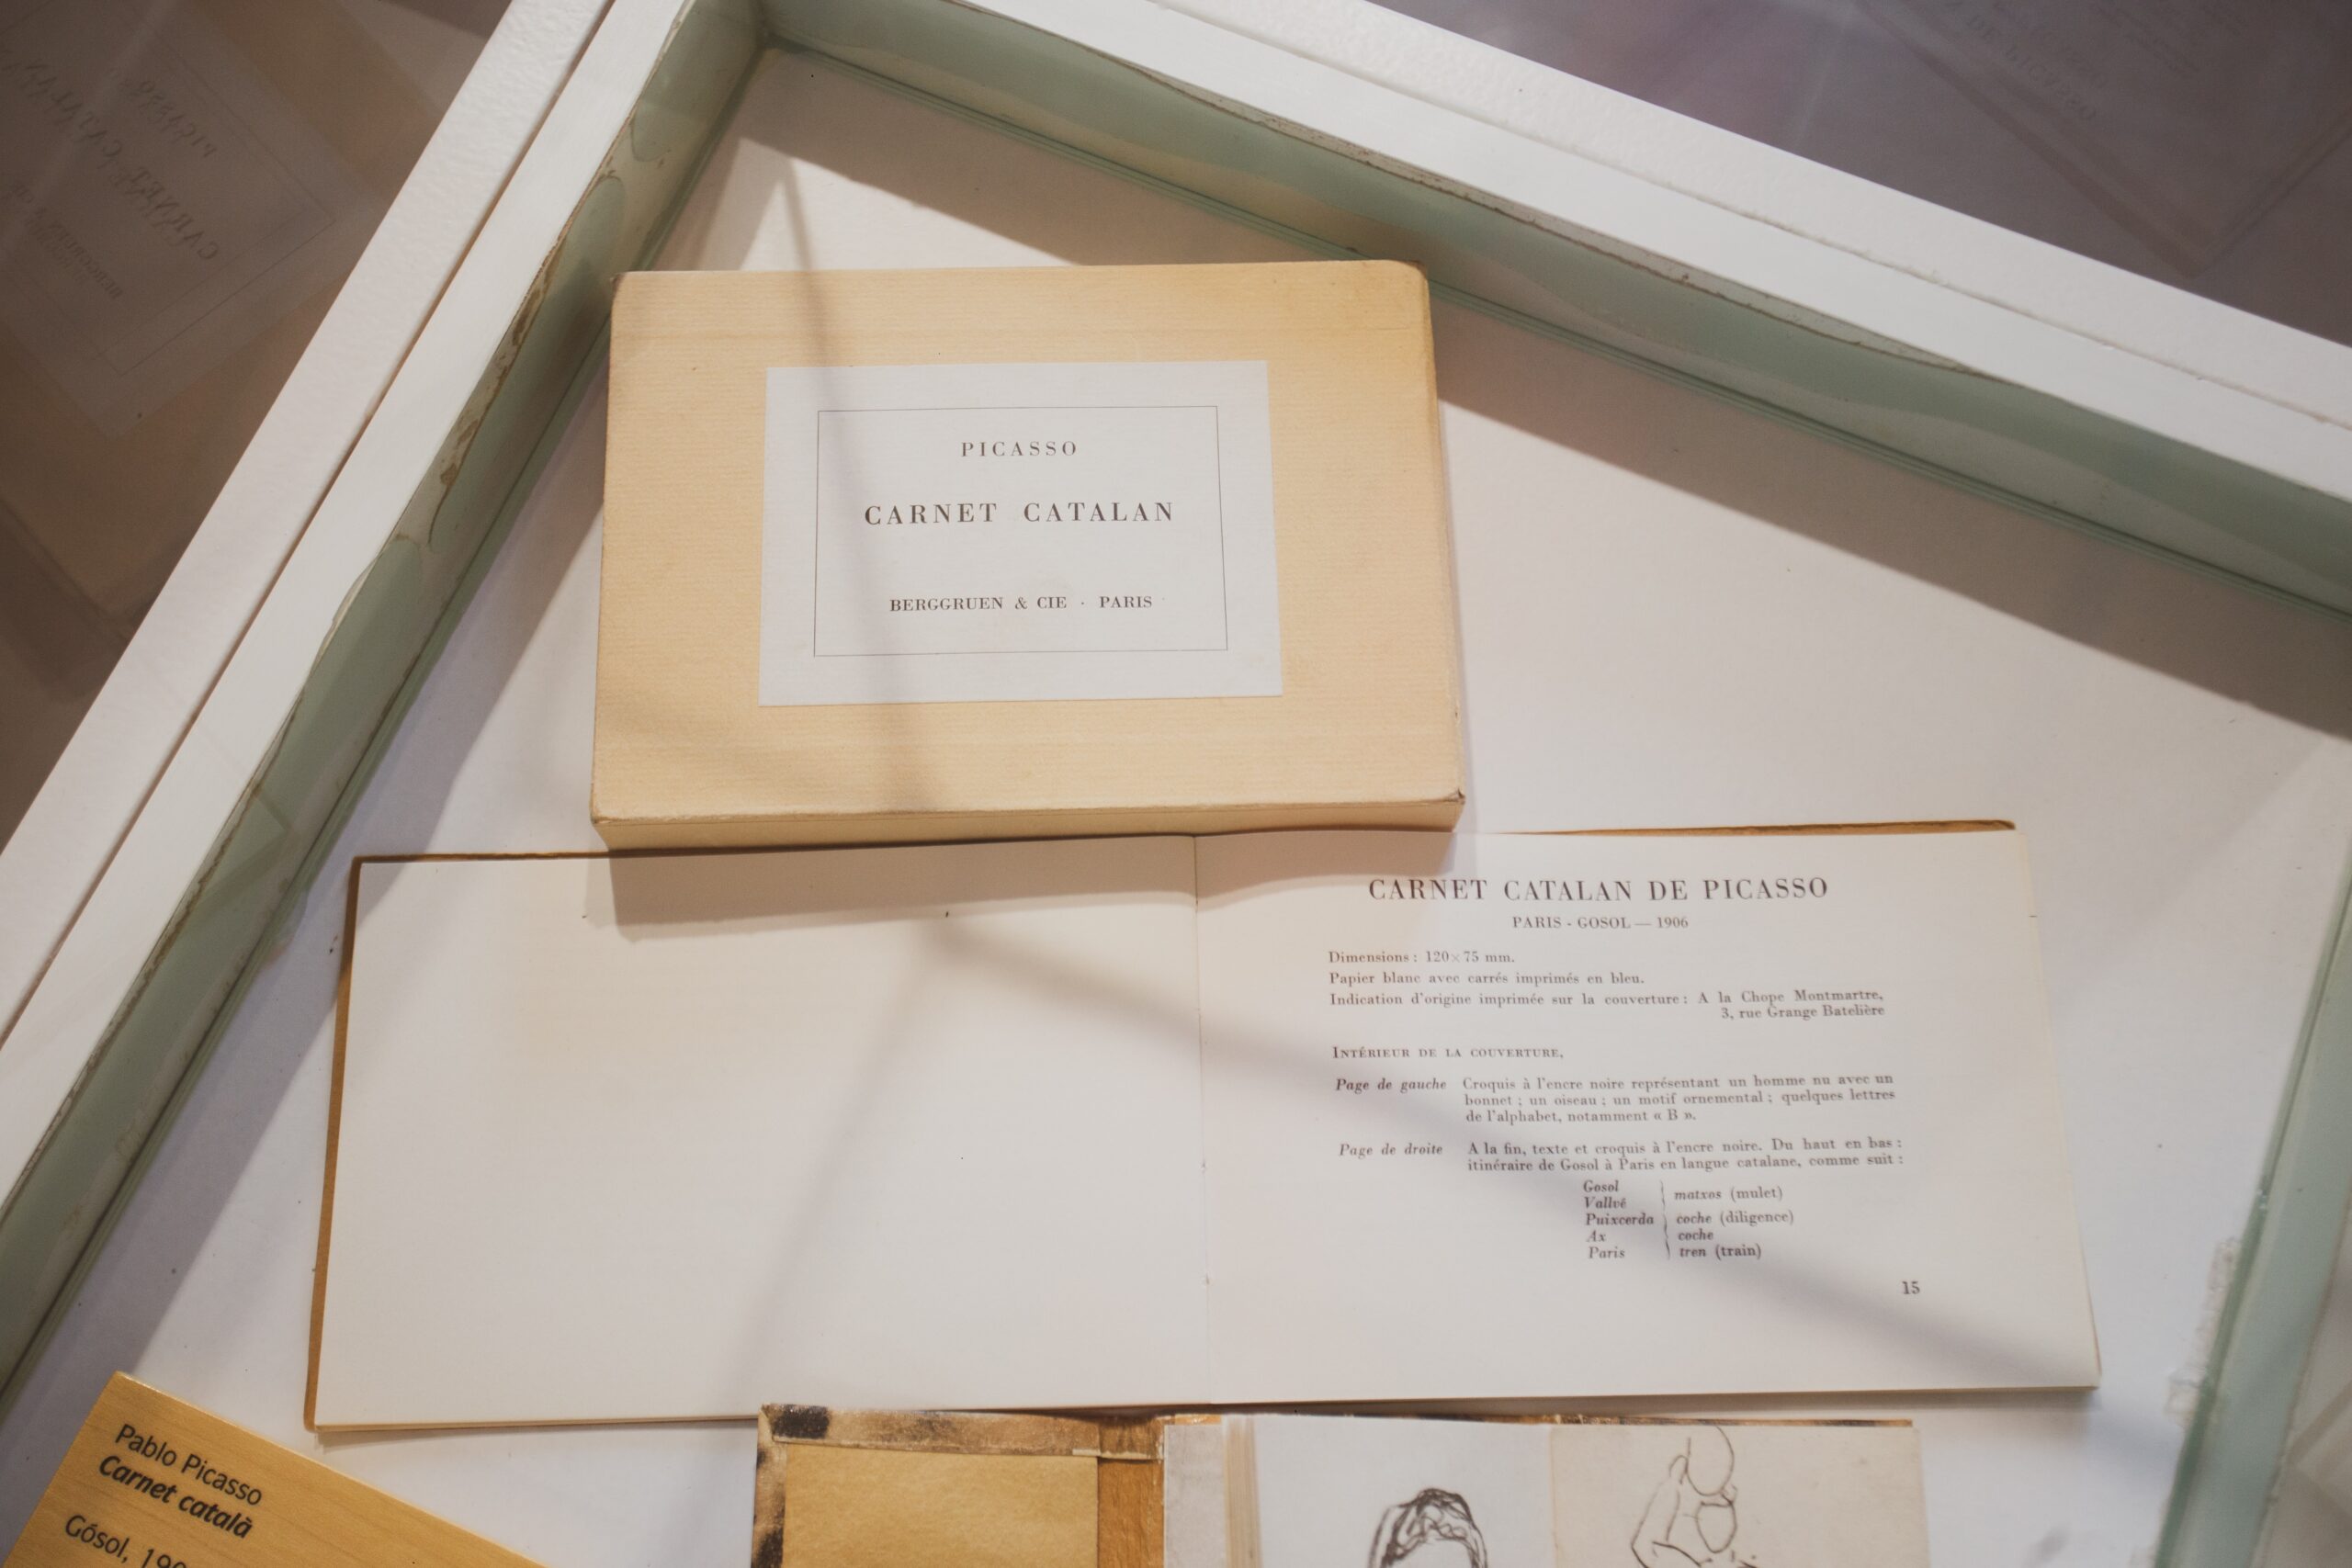 PICASSO
CARNET CATALAN
BERGGRUEN & CIE · PARIS
CARNET CATALAN DE PICASSO
PARIS - GOSOL — 1906
Dimensions : 120×75 mm.
Papier blanc avec carrés imprimés en bleu.
Indication d'origine imprimée sur la couverture : A la Chope Montmartre,
3, rue Grange Batelière
INTÉRIEUR DE LA COUVERTURE,
Page de gauche Croquis à l'encre noire représentant un homme nu avec un
bonnet ; un oiseau ; un motif ornemental ; quelques lettres
de l'alphabet, notamment « B ».
Page de droite A la fin, texte et croquis à l'encre noire. Du haut en bas :
itinéraire de Gosol à Paris en langue catalane, comme suit :
Gosol
Vallvé matxos (mulet)
Puixcerda coche (diligence)
Ax coche
Paris tren (train)
15
Pablo Picasso
Carnet català
Gósol,